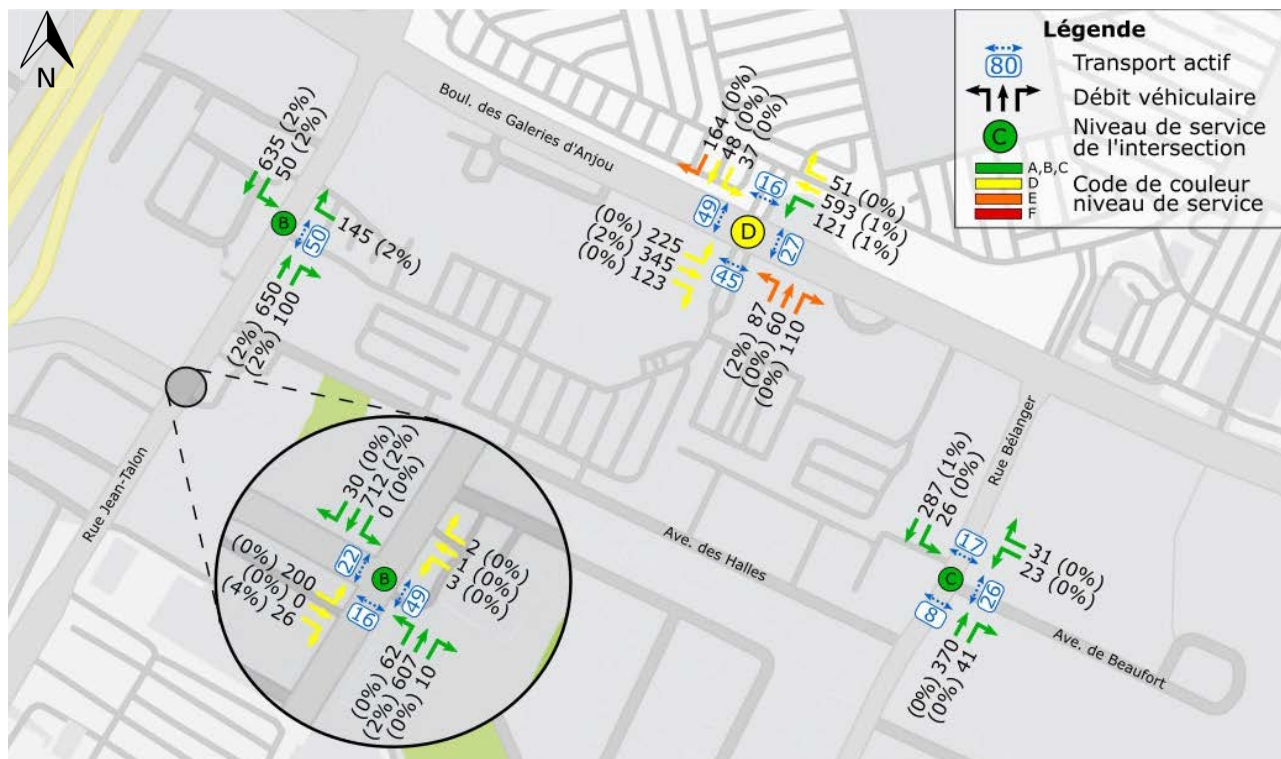 N
Légende
80
Transport actif
Débit véhiculaire
C
Niveau de service
de l'intersection
A,B,C
D
E
F
Code de couleur
niveau de service
Boul. des Galeries d'Anjou
635 (2%)
50 (2%)
B
50
145 (2%)
(2%) 650
(2%) 100
164 (0%)
48 (0%)
37 (0%)
16
51 (0%)
593 (1%)
121 (1%)
49
D
27
(0%) 225
(2%) 345
(0%) 123
45
(2%) 87
(0%) 60
(0%) 110
Rue Jean-Talon
30 (0%)
712 (2%)
0 (0%)
22
B
2 (0%)
1 (0%)
3 (0%)
(0%) 200
(0%) 0
(4%) 26
16
49
(0%) 62
(2%) 607
(0%) 10
Ave. des Halles
Rue Bélanger
287 (1%)
26 (0%)
17
31 (0%)
23 (0%)
C
26
8
(0%) 370
(0%) 41
Ave. de Beaufort